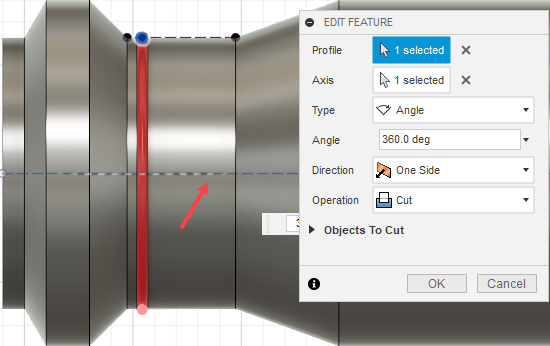 EDIT FEATURE
Profile 1 selected
Axis 1 selected
Type Angle
Angle 360.0 deg
Direction One Side
Operation Cut
Objects To Cut
OK Cancel